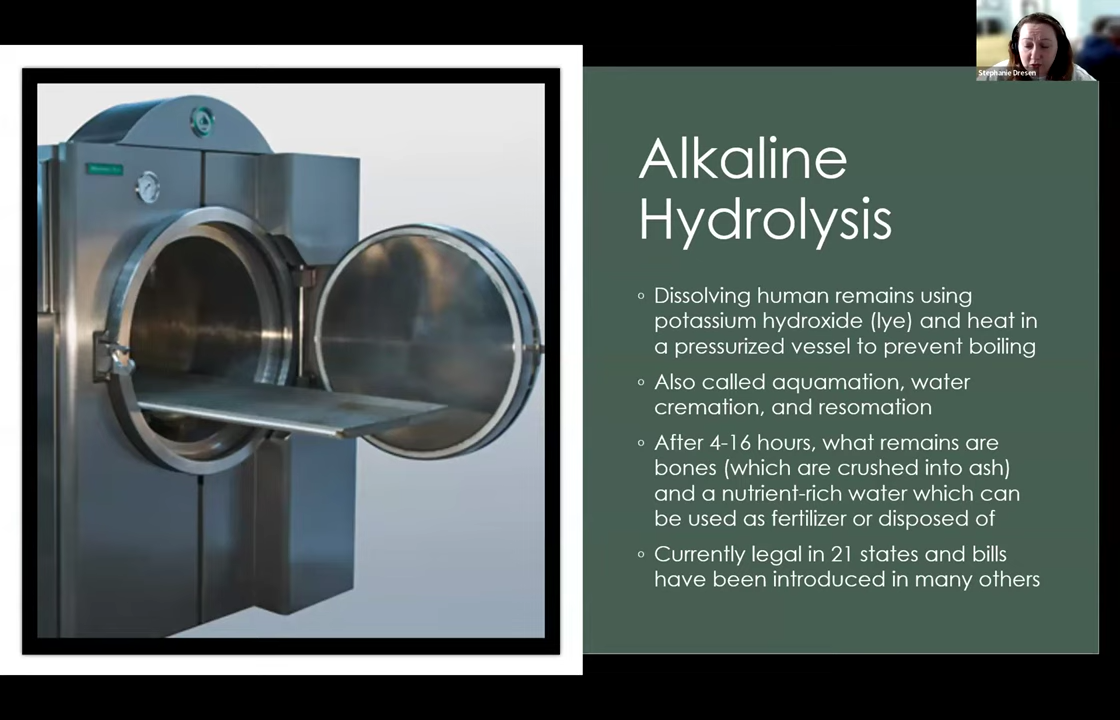 Stephanie Dresen
Alkaline
Hydrolysis
Dissolving human remains using
potassium hydroxide (lye) and heat in
a pressurized vessel to prevent boiling
Also called aquamation, water
cremation, and resomation
After 4-16 hours, what remains are
bones (which are crushed into ash)
and a nutrient-rich water which can
be used as fertilizer or disposed of
Currently legal in 21 states and bills
have been introduced in many others